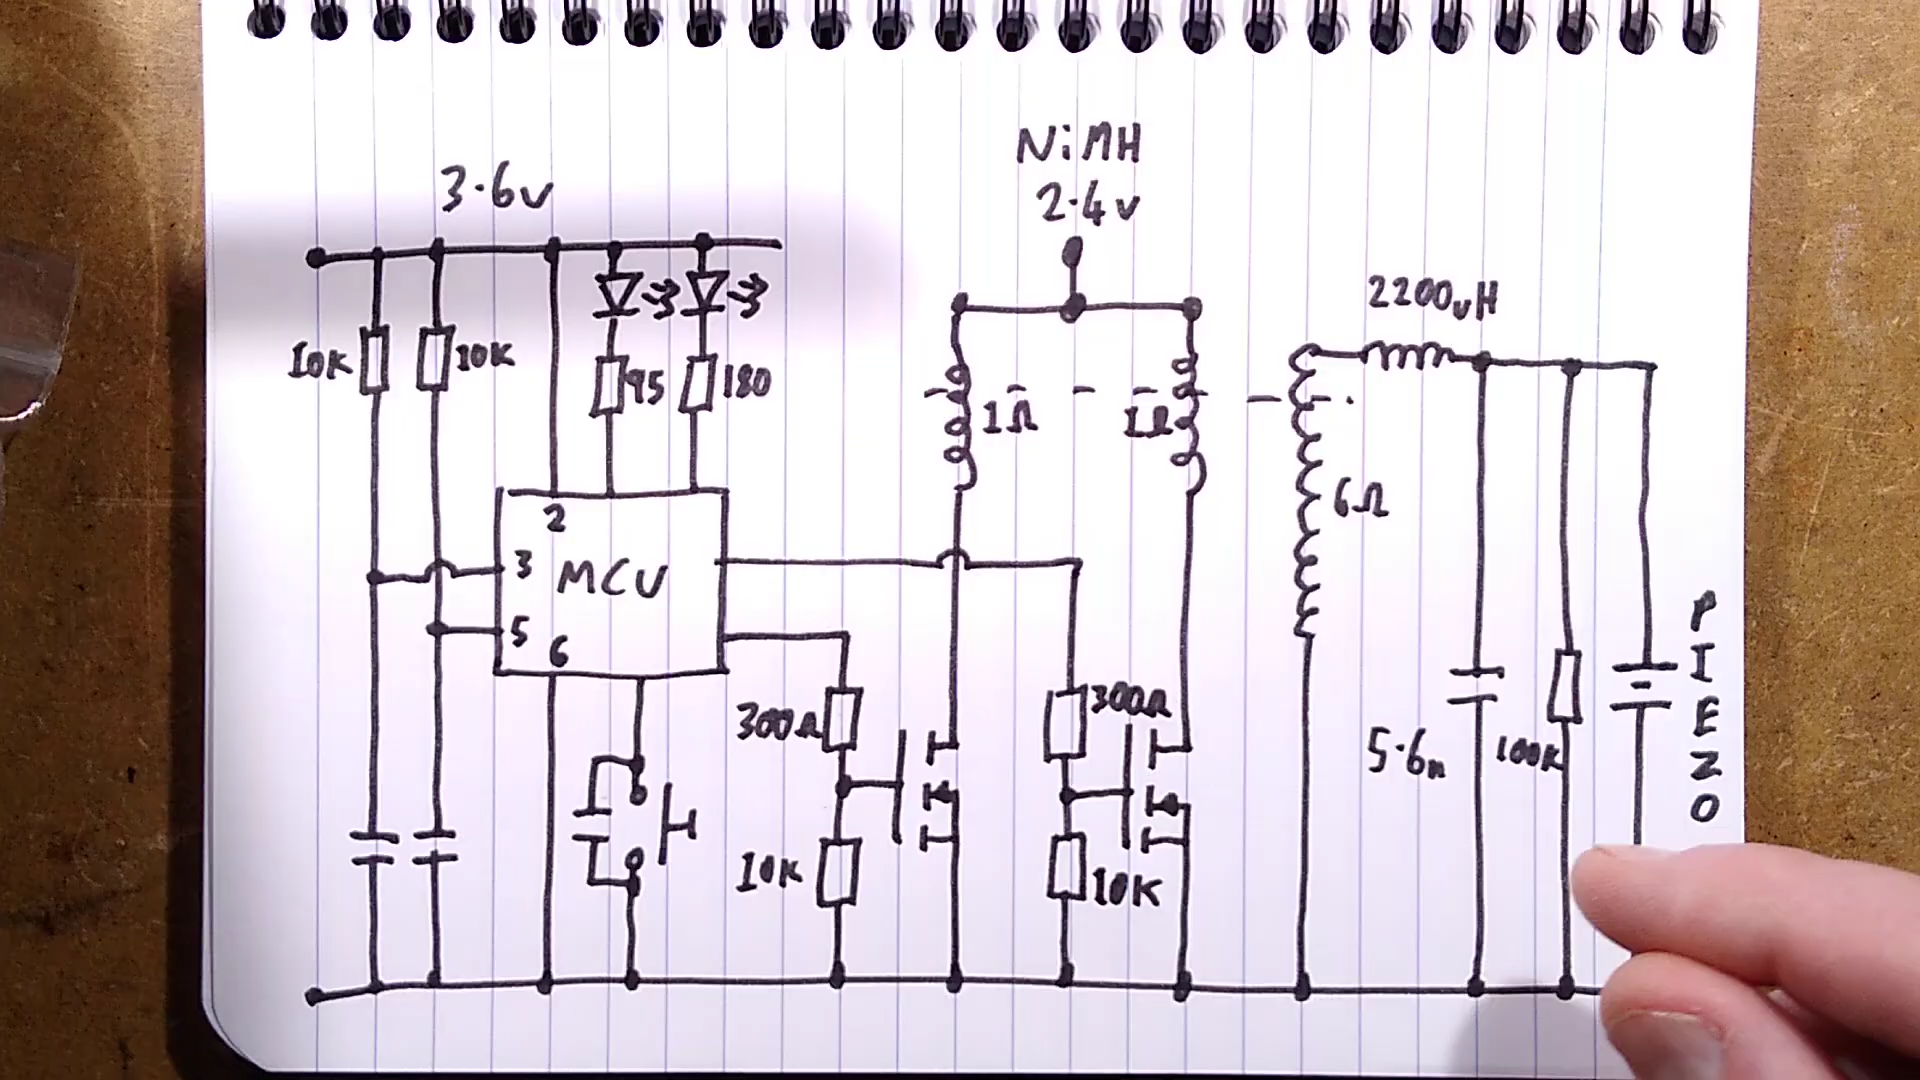 NiMH
2.4v
3.6v
2200uH
10K
10K
95
180
1Ω
1Ω
6Ω
2
3
MCU
5
6
300Ω
300Ω
5.6n
100K
PIEZO
10K
10K